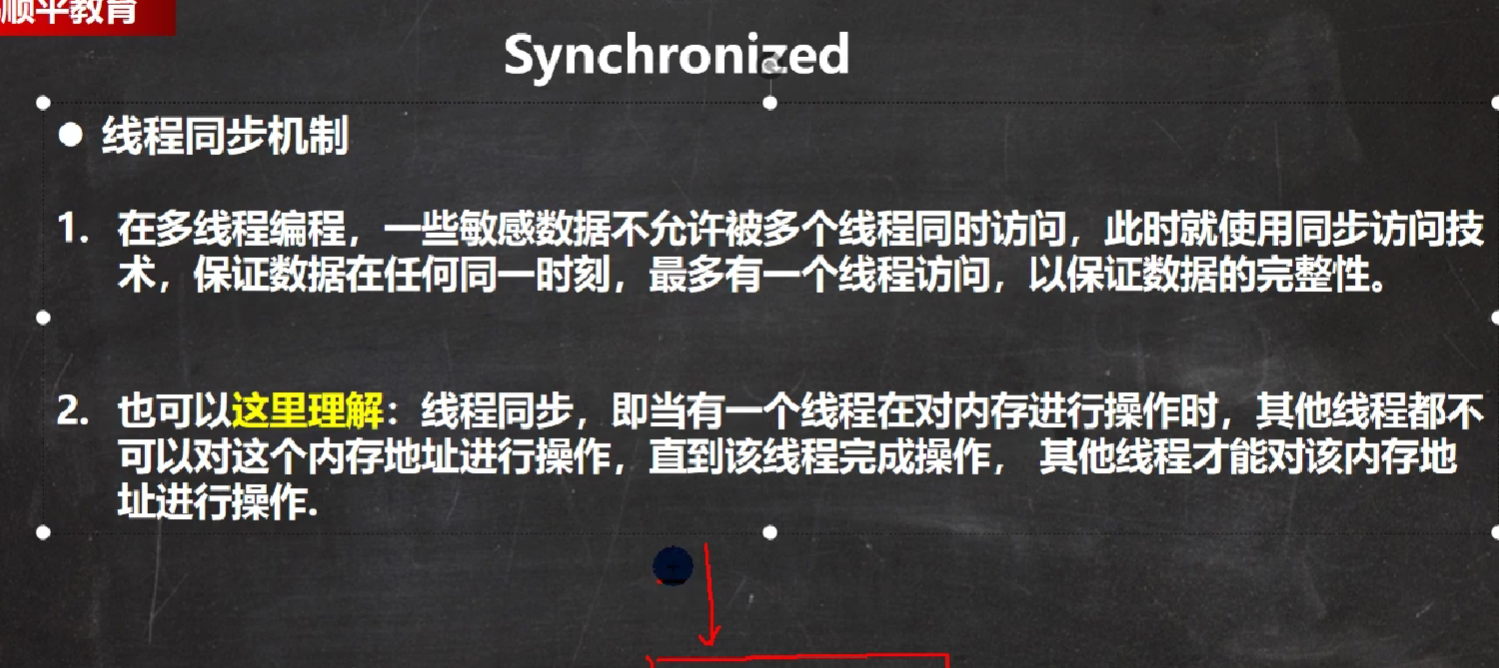 顺平教育
Synchronized
● 线程同步机制
1. 在多线程编程，一些敏感数据不允许被多个线程同时访问，此时就使用同步访问技
术，保证数据在任何同一时刻，最多有一个线程访问，以保证数据的完整性。
2. 也可以这里理解：线程同步，即当有一个线程在对内存进行操作时，其他线程都不
可以对这个内存地址进行操作，直到该线程完成操作， 其他线程才能对该内存地
址进行操作.